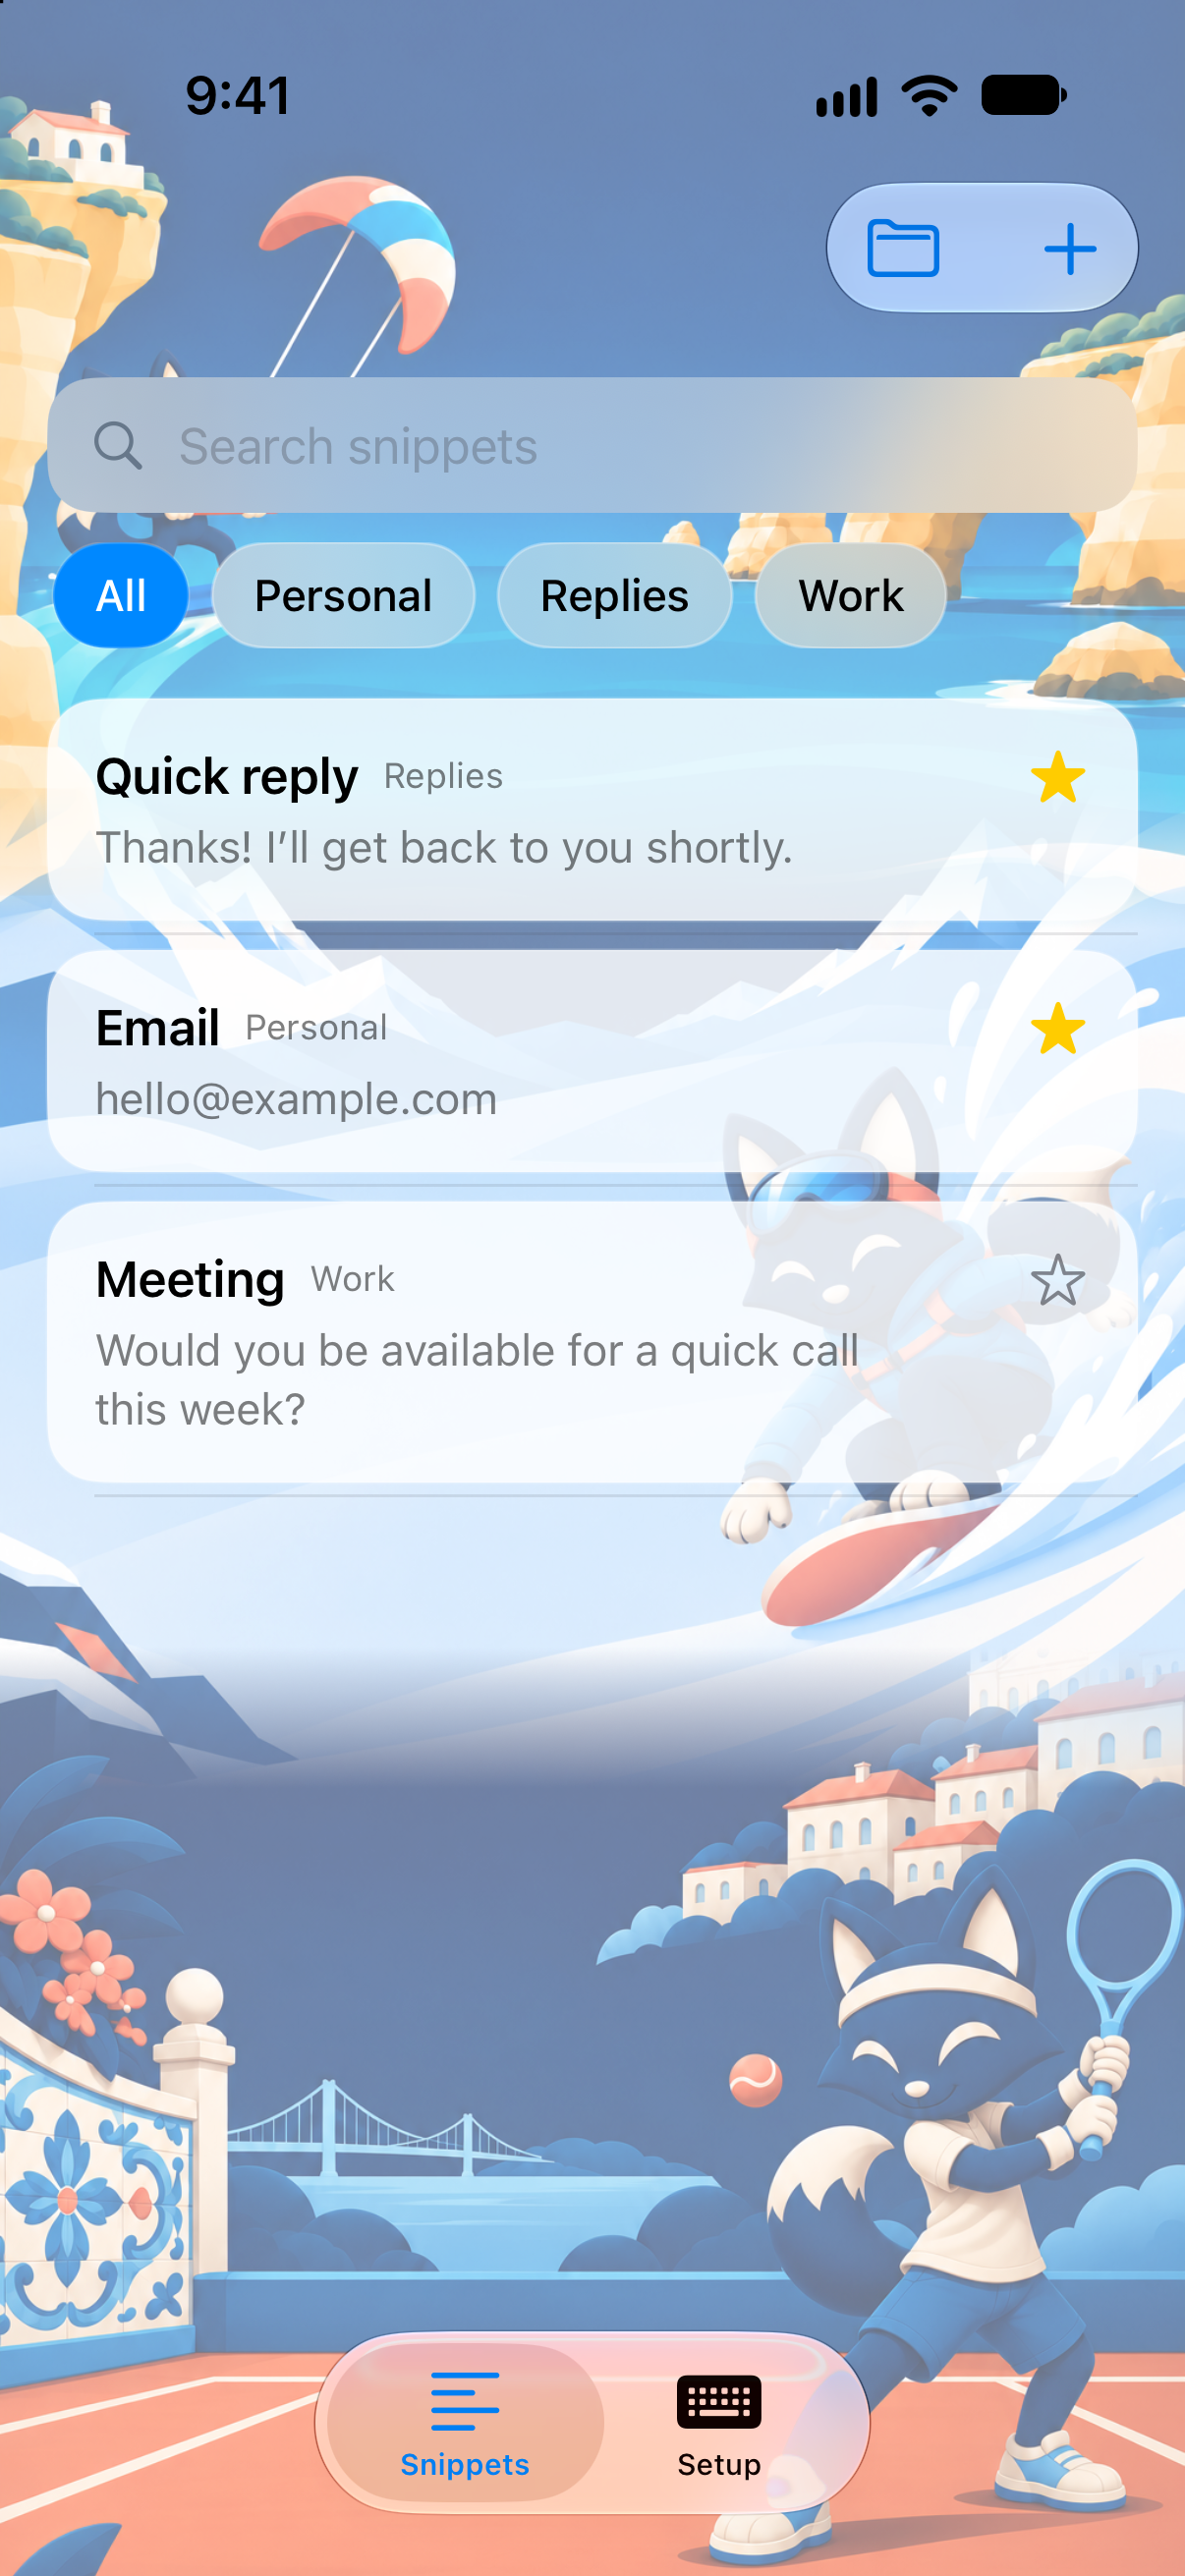 9:41
Search snippets
All Personal Replies Work
Quick reply Replies
Thanks! I’ll get back to you shortly.
Email Personal
hello@example.com
Meeting Work
Would you be available for a quick call
this week?
Snippets Setup